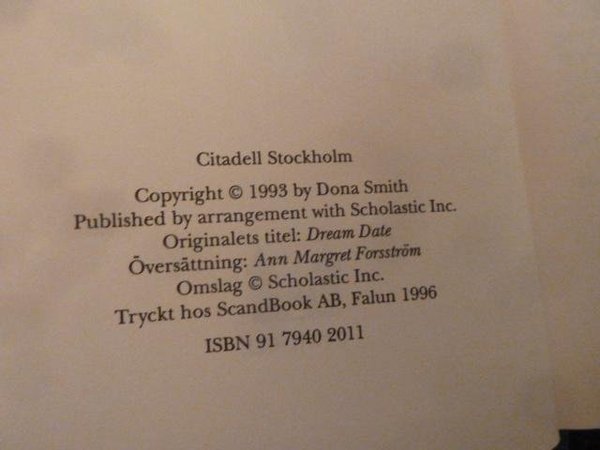 Citadell Stockholm
Copyright © 1993 by Dona Smith
Published by arrangement with Scholastic Inc.
Originalets titel: Dream Date
Översättning: Ann Margret Forsström
Omslag © Scholastic Inc.
Tryckt hos ScandBook AB, Falun 1996
ISBN 91 7940 2011